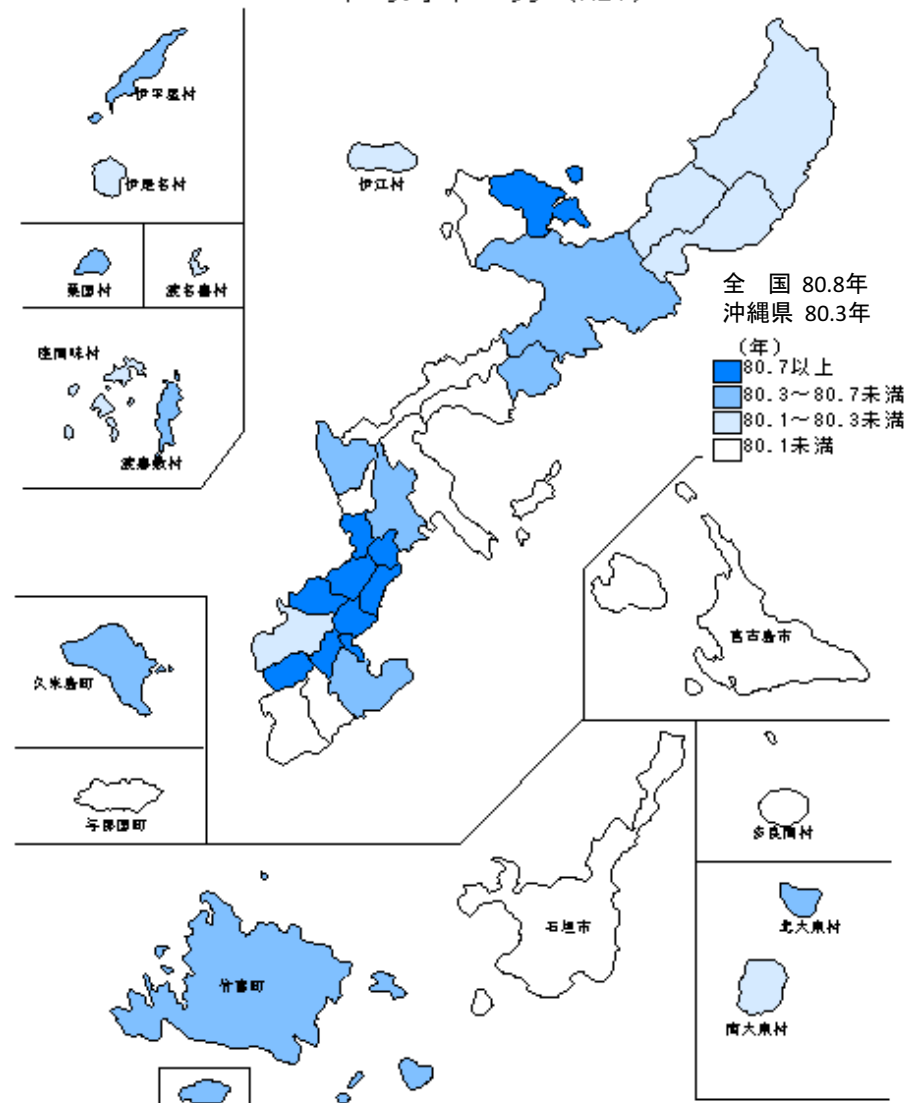 伊平屋村
伊是名村
伊江村
粟国村
渡名喜村
座間味村
渡嘉敷村
全 国 80.8年
沖縄県 80.3年
(年)
80.7以上
80.3～80.7未満
80.1～80.3未満
80.1未満
宮古島市
久米島町
与那国町
多良間村
石垣市
北大東村
竹富町
南大東村